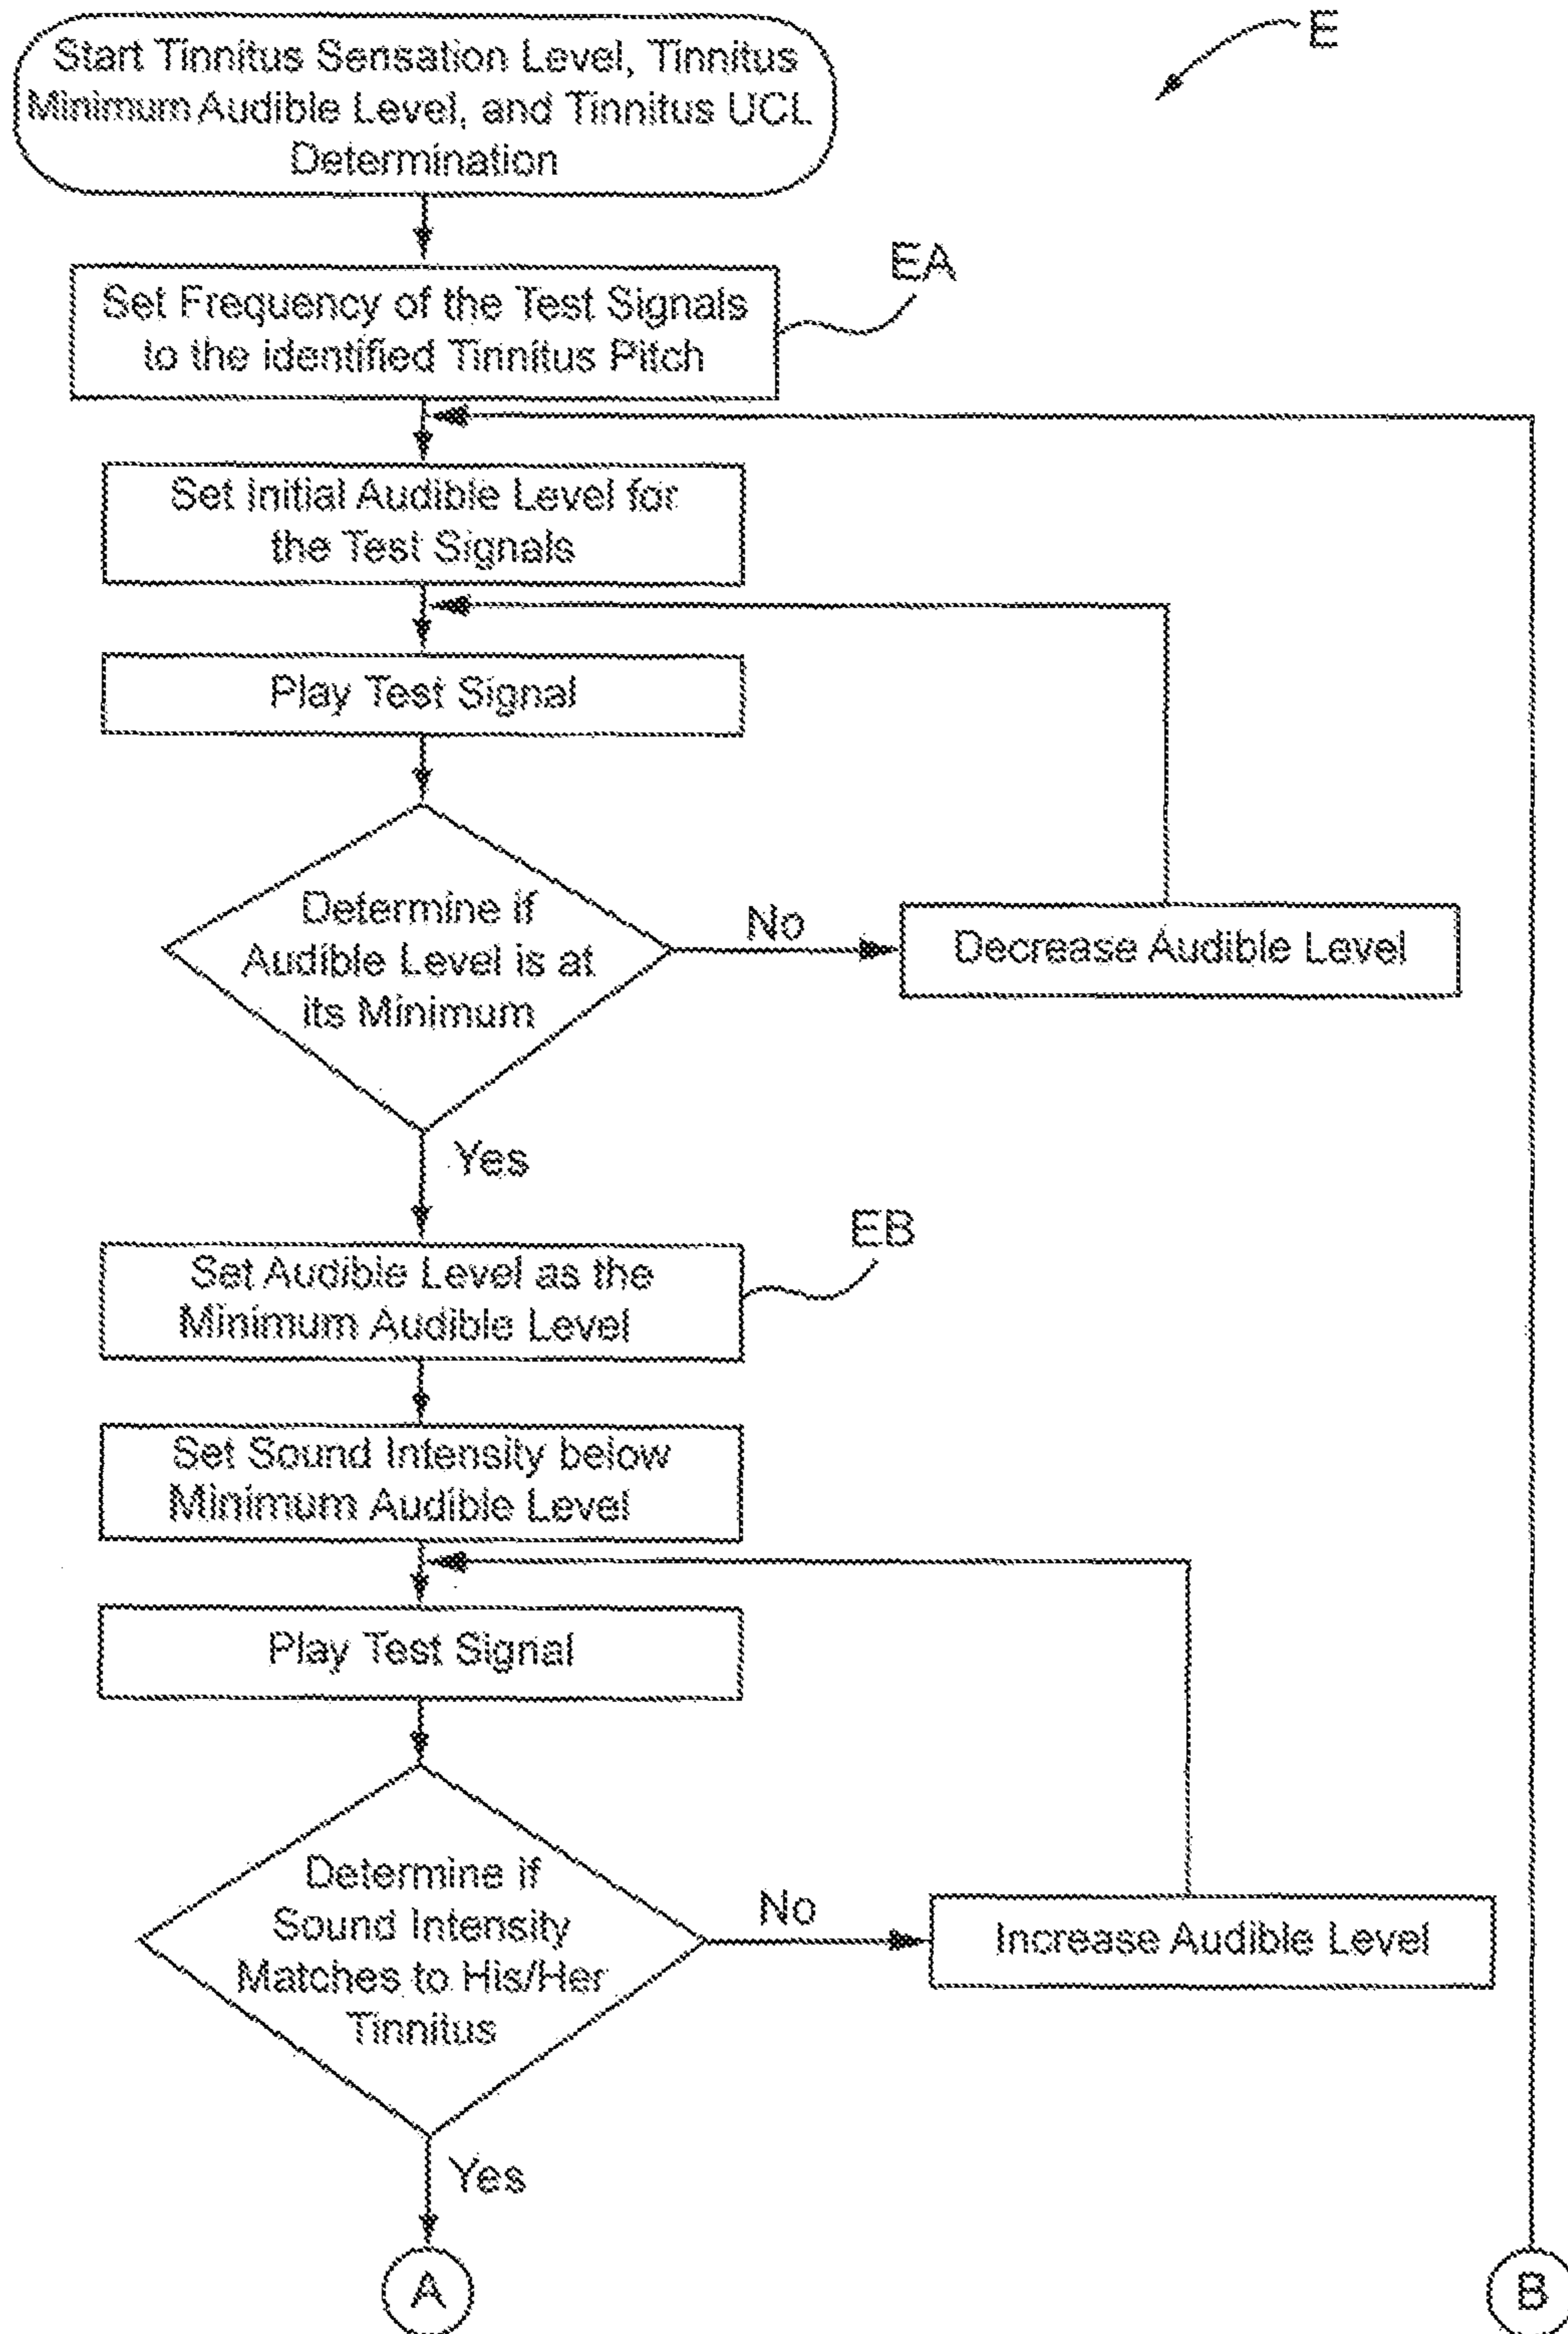 E
Start Tinnitus Sensation Level, Tinnitus
Minimum Audible Level, and Tinnitus UCL
Determination
EA
Set Frequency of the Test Signals
to the identified Tinnitus Pitch
Set Initial Audible Level for
the Test Signals
Play Test Signal
Determine if
Audible Level is at
its Minimum
No
Decrease Audible Level
Yes
EB
Set Audible Level as the
Minimum Audible Level
Set Sound Intensity below
Minimum Audible Level
Play Test Signal
Determine if
Sound Intensity
Matches to His/Her
Tinnitus
No
Increase Audible Level
Yes
A
B